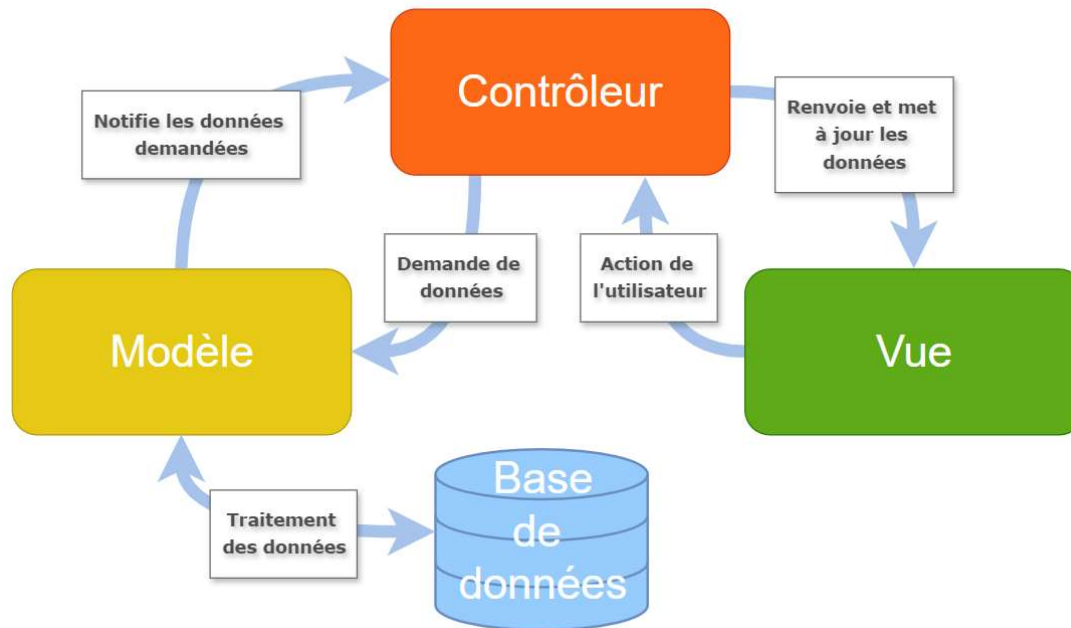 Contrôleur
Notifie les données
demandées
Renvoie et met
à jour les
données
Demande de
données
Action de
l'utilisateur
Modèle
Vue
Traitement
des données
Base
de
données